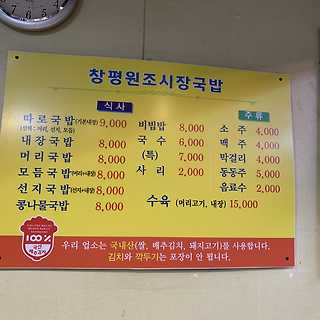 창평원조시장국밥
식사
따로국밥(기본내장) 9,000
(선택 : 머리, 선지, 모듬)
내장국밥 8,000
머리국밥 8,000
모듬국밥(머리+내장) 8,000
선지국밥(선지+내장) 8,000
콩나물국밥 8,000
비빔밥 8,000
국수 6,000
(특) 7,000
사리 2,000
주류
소주 4,000
맥주 4,000
막걸리 4,000
동동주 5,000
음료수 2,000
수육 (머리고기, 내장) 15,000
100%
국산
배추김치
우리 업소는 국내산(쌀, 배추김치, 돼지고기)를 사용합니다.
김치와 깍두기는 포장이 안 됩니다.